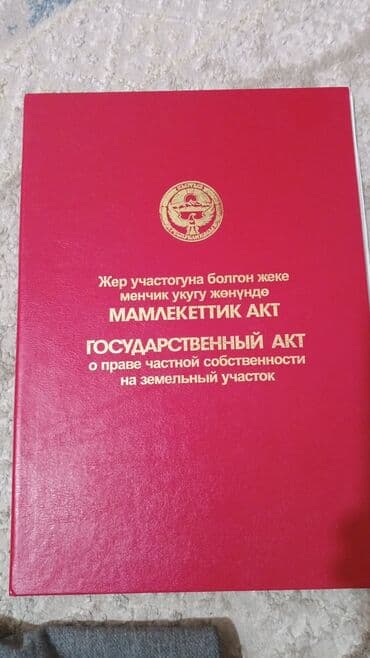 Жер участогуна болгон жеке
менчик укугу жөнүндө
МАМЛЕКЕТТИК АКТ
ГОСУДАРСТВЕННЫЙ АКТ
о праве частной собственности
на земельный участок